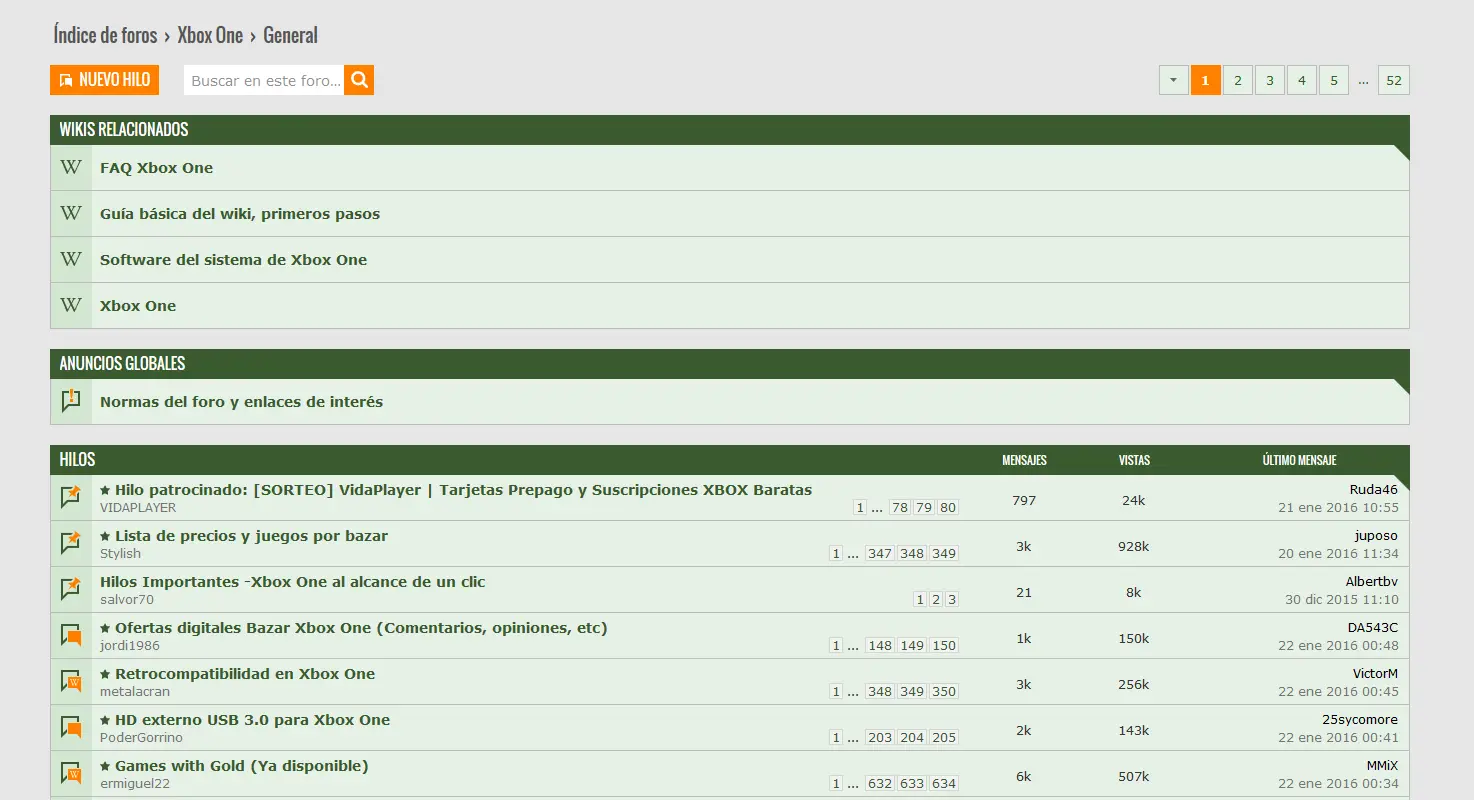 Índice de foros › Xbox One › General
NUEVO HILO
Buscar en este foro...
1 2 3 4 5 ... 52
WIKIS RELACIONADOS
W FAQ Xbox One
W Guía básica del wiki, primeros pasos
W Software del sistema de Xbox One
W Xbox One
ANUNCIOS GLOBALES
Normas del foro y enlaces de interés
HILOS MENSAJES VISTAS ÚLTIMO MENSAJE
★ Hilo patrocinado: [SORTEO] VidaPlayer | Tarjetas Prepago y Suscripciones XBOX Baratas
VIDAPLAYER 1 ... 78 79 80 797 24k Ruda46
21 ene 2016 10:55
★ Lista de precios y juegos por bazar
Stylish 1 ... 347 348 349 3k 928k juposo
20 ene 2016 11:34
Hilos Importantes -Xbox One al alcance de un clic
salvor70 1 2 3 21 8k Albertbv
30 dic 2015 11:10
★ Ofertas digitales Bazar Xbox One (Comentarios, opiniones, etc)
jordi1986 1 ... 148 149 150 1k 150k DA543C
22 ene 2016 00:48
W ★ Retrocompatibilidad en Xbox One
metalacran 1 ... 348 349 350 3k 256k VictorM
22 ene 2016 00:45
★ HD externo USB 3.0 para Xbox One
PoderGorrino 1 ... 203 204 205 2k 143k 25sycomore
22 ene 2016 00:41
W ★ Games with Gold (Ya disponible)
ermiguel22 1 ... 632 633 634 6k 507k MMiX
22 ene 2016 00:34